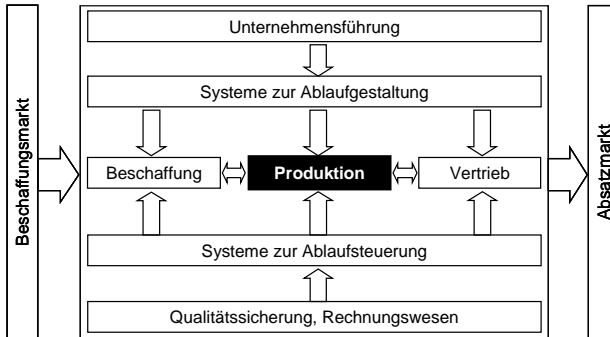 Beschaffungsmarkt
Unternehmensführung
Systeme zur Ablaufgestaltung
Beschaffung
Produktion
Vertrieb
Systeme zur Ablaufsteuerung
Qualitätssicherung, Rechnungswesen
Absatzmarkt